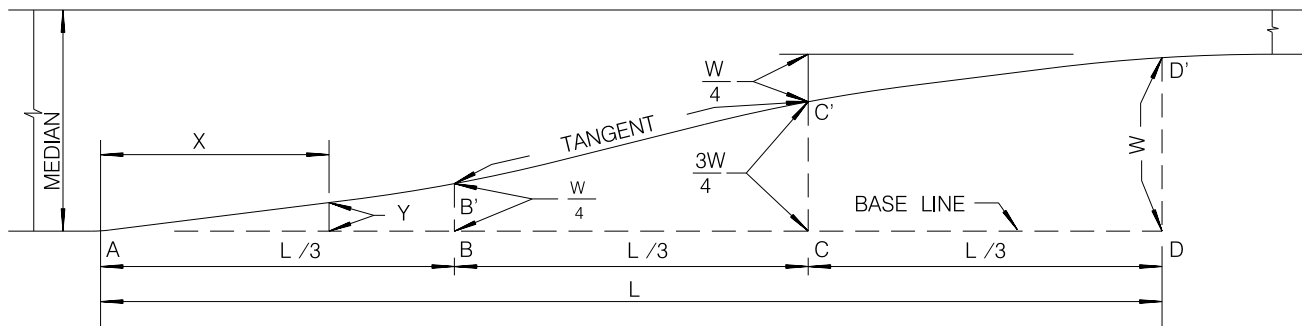 W
4
D'
C'
TANGENT
MEDIAN
X
3W
4
W
W
4
B'
Y
BASE LINE
A
L /3
B
L /3
C
L /3
D
L